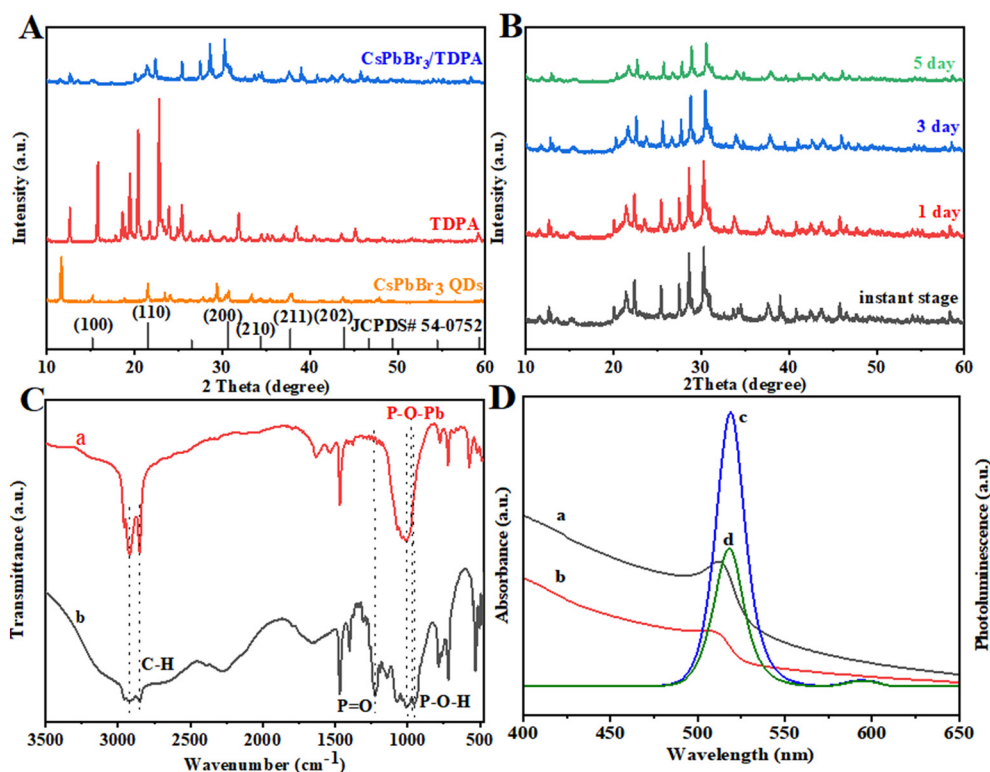 A
CsPbBr3/TDPA
TDPA
CsPbBr3 QDs
(100)
(110)
(200)
(210)
(211)
(202)
JCPDS# 54-0752
Intensity (a.u.)
10 20 30 40 50 60
2 Theta (degree)
B
5 day
3 day
1 day
instant stage
Intensity (a.u.)
10 20 30 40 50 60
2Theta (degree)
C
a
P-O-Pb
b
C-H
P=O
P-O-H
Transmittance (a.u.)
3500 3000 2500 2000 1500 1000 500
Wavenumber (cm-1)
D
c
a
d
b
Absorbance (a.u.)
Photoluminescence (a.u.)
400 450 500 550 600 650
Wavelength (nm)